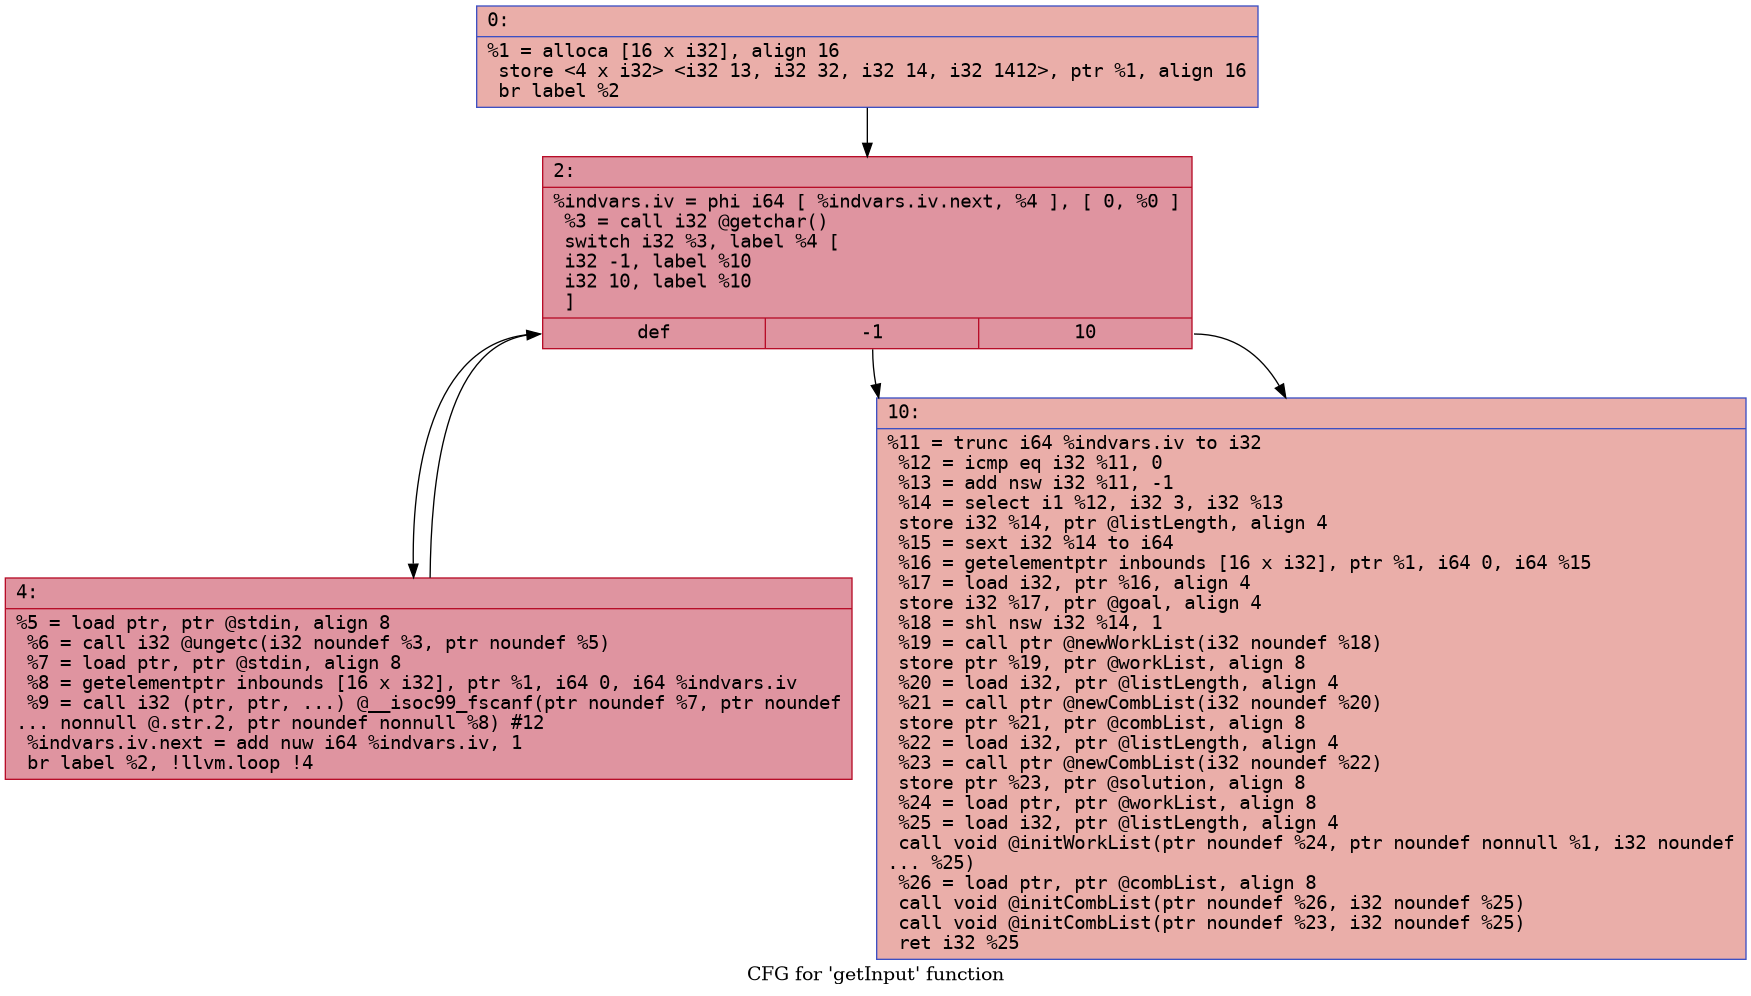 0:
%1 = alloca [16 x i32], align 16
store <4 x i32> <i32 13, i32 32, i32 14, i32 1412>, ptr %1, align 16
br label %2
2:
%indvars.iv = phi i64 [ %indvars.iv.next, %4 ], [ 0, %0 ]
%3 = call i32 @getchar()
switch i32 %3, label %4 [
i32 -1, label %10
i32 10, label %10
]
def
-1
10
4:
%5 = load ptr, ptr @stdin, align 8
%6 = call i32 @ungetc(i32 noundef %3, ptr noundef %5)
%7 = load ptr, ptr @stdin, align 8
%8 = getelementptr inbounds [16 x i32], ptr %1, i64 0, i64 %indvars.iv
%9 = call i32 (ptr, ptr, ...) @__isoc99_fscanf(ptr noundef %7, ptr noundef
... nonnull @.str.2, ptr noundef nonnull %8) #12
%indvars.iv.next = add nuw i64 %indvars.iv, 1
br label %2, !llvm.loop !4
10:
%11 = trunc i64 %indvars.iv to i32
%12 = icmp eq i32 %11, 0
%13 = add nsw i32 %11, -1
%14 = select i1 %12, i32 3, i32 %13
store i32 %14, ptr @listLength, align 4
%15 = sext i32 %14 to i64
%16 = getelementptr inbounds [16 x i32], ptr %1, i64 0, i64 %15
%17 = load i32, ptr %16, align 4
store i32 %17, ptr @goal, align 4
%18 = shl nsw i32 %14, 1
%19 = call ptr @newWorkList(i32 noundef %18)
store ptr %19, ptr @workList, align 8
%20 = load i32, ptr @listLength, align 4
%21 = call ptr @newCombList(i32 noundef %20)
store ptr %21, ptr @combList, align 8
%22 = load i32, ptr @listLength, align 4
%23 = call ptr @newCombList(i32 noundef %22)
store ptr %23, ptr @solution, align 8
%24 = load ptr, ptr @workList, align 8
%25 = load i32, ptr @listLength, align 4
call void @initWorkList(ptr noundef %24, ptr noundef nonnull %1, i32 noundef
... %25)
%26 = load ptr, ptr @combList, align 8
call void @initCombList(ptr noundef %26, i32 noundef %25)
call void @initCombList(ptr noundef %23, i32 noundef %25)
ret i32 %25
CFG for 'getInput' function